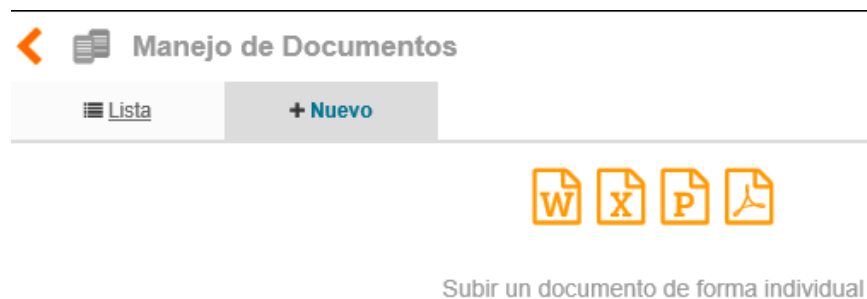 Manejo de Documentos
Lista
+ Nuevo
W X P
Subir un documento de forma individual